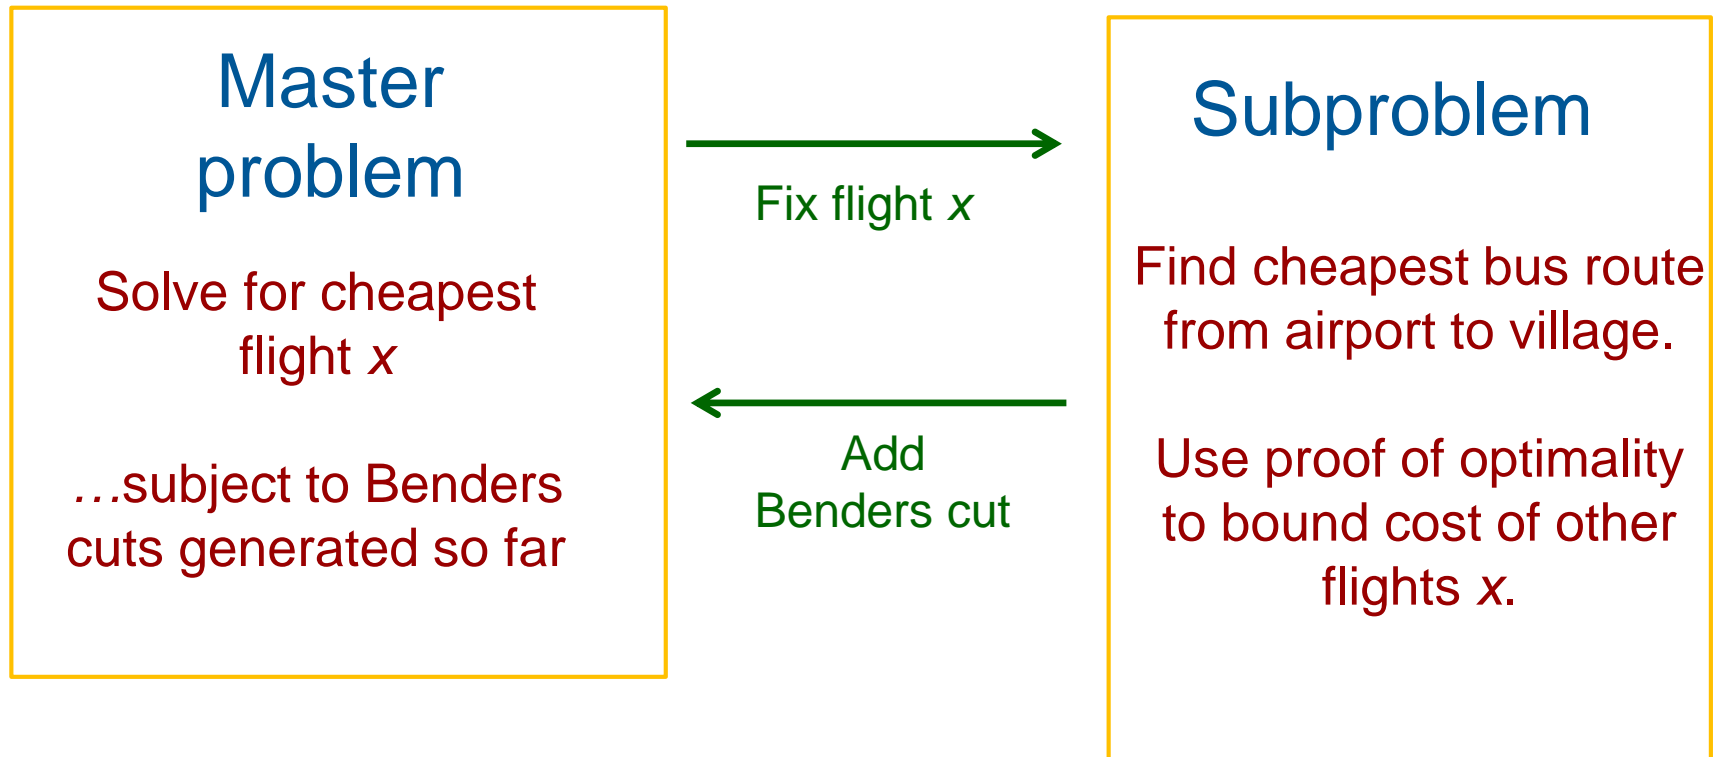 Master
problem
Solve for cheapest
flight x
…subject to Benders
cuts generated so far
Fix flight x
Add
Benders cut
Subproblem
Find cheapest bus route
from airport to village.
Use proof of optimality
to bound cost of other
flights x.